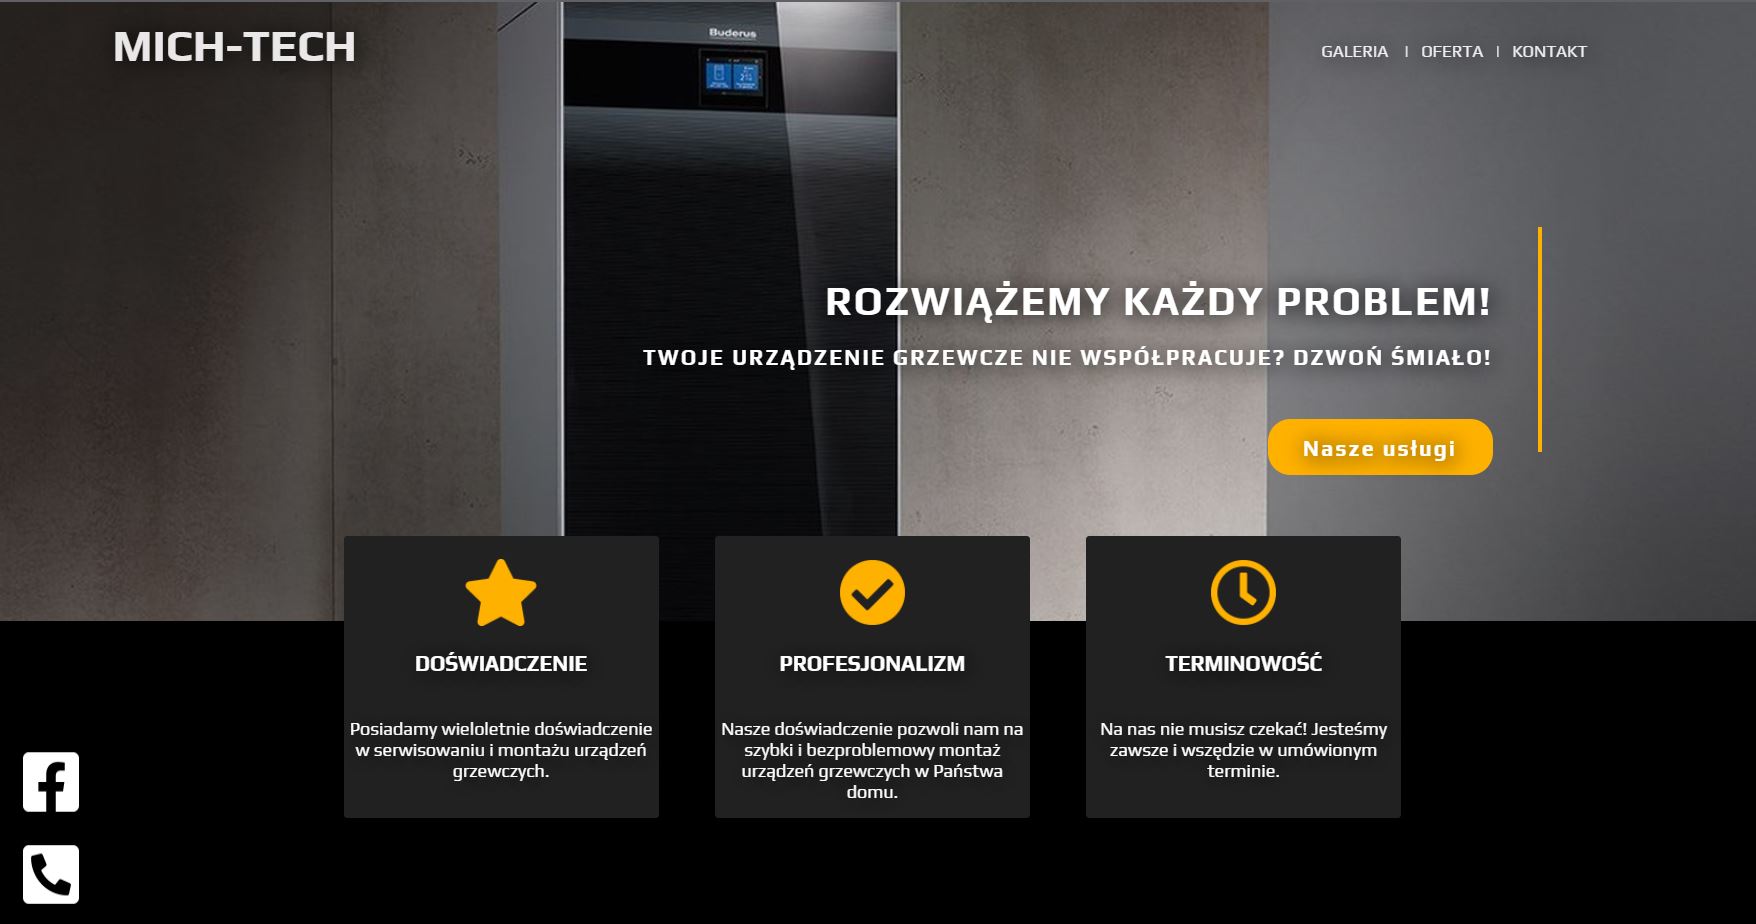 MICH-TECH
GALERIA | OFERTA | KONTAKT
Buderus
ROZWIĄŻEMY KAŻDY PROBLEM!
TWOJE URZĄDZENIE GRZEWCZE NIE WSPÓŁPRACUJE? DZWOŃ ŚMIAŁO!
Nasze usługi
DOŚWIADCZENIE
Posiadamy wieloletnie doświadczenie
w serwisowaniu i montażu urządzeń
grzewczych.
PROFESJONALIZM
Nasze doświadczenie pozwoli nam na
szybki i bezproblemowy montaż
urządzeń grzewczych w Państwa
domu.
TERMINOWOŚĆ
Na nas nie musisz czekać! Jesteśmy
zawsze i wszędzie w umówionym
terminie.